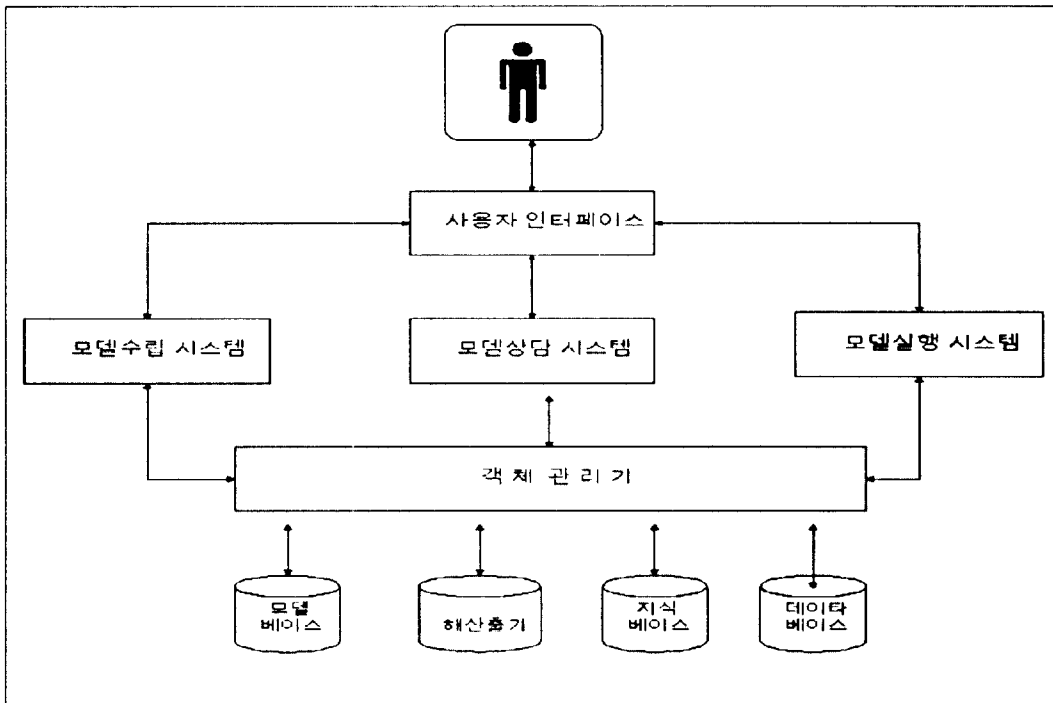 사용자 인터페이스
모델수립 시스템
모델상담 시스템
모델실행 시스템
객 체 관 리 기
모델
베이스
해산출기
지식
베이스
데이타
베이스